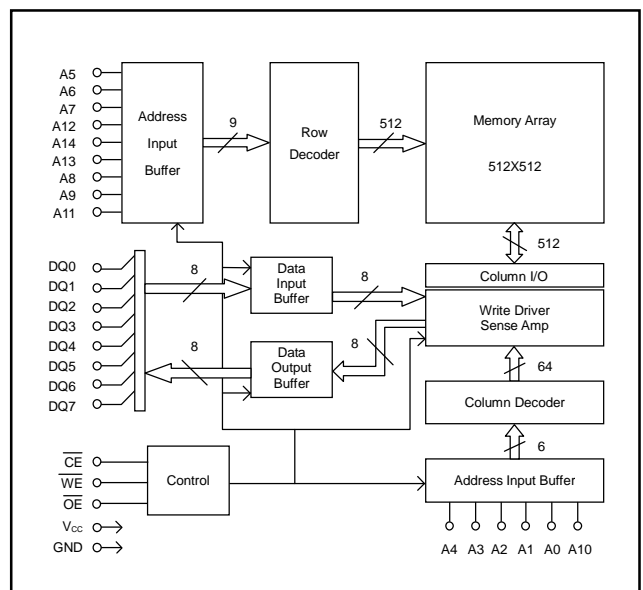 A5
A6
A7
A12
A14
A13
A8
A9
A11
Address
Input
Buffer
9
Row
Decoder
512
Memory Array
512X512
512
DQ0
DQ1
DQ2
DQ3
DQ4
DQ5
DQ6
DQ7
8
8
Data
Input
Buffer
8
8
Data
Output
Buffer
Column I/O
Write Driver
Sense Amp
64
Column Decoder
6
Address Input Buffer
CE
WE
OE
VCC
GND
Control
A4 A3 A2 A1 A0 A10